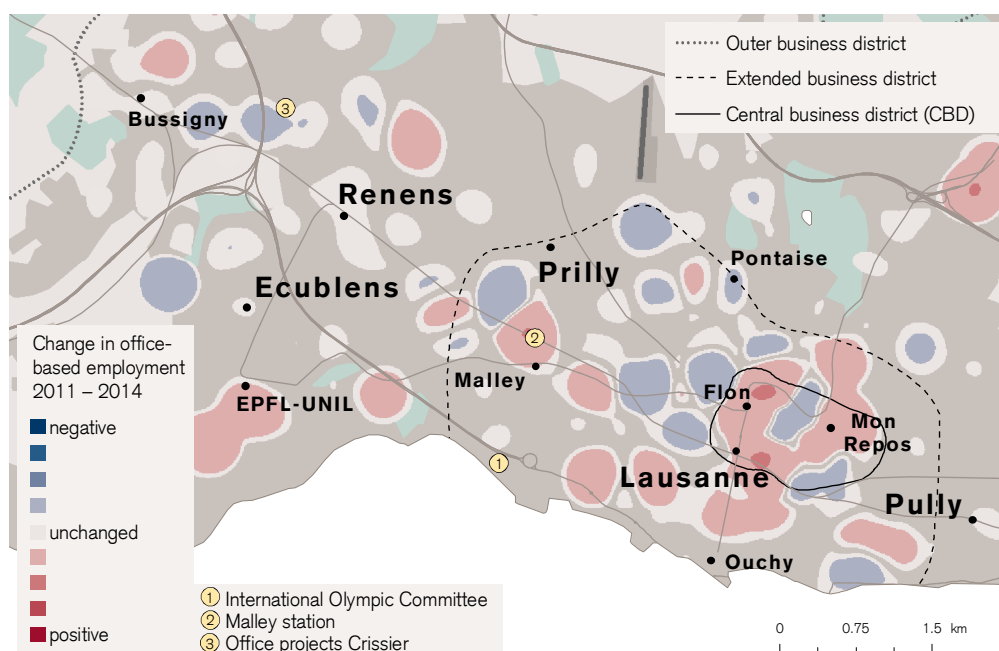 Outer business district
Extended business district
Central business district (CBD)
3
Bussigny
Renens
Pontaise
Prilly
Ecublens
Change in office-
based employment
2011 – 2014
negative
unchanged
positive
2
Malley
EPFL-UNIL
Flon
Mon
Repos
1
Lausanne
Pully
Ouchy
1 International Olympic Committee
2 Malley station
3 Office projects Crissier
0 0.75 1.5 km